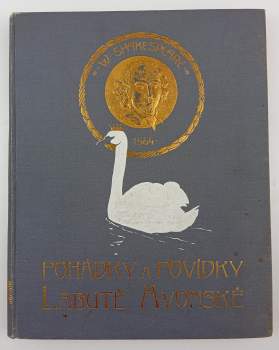 W. SHAKESPEARE
1564
POHÁDKY A POVÍDKY
LABUTĚ AVONSKÉ